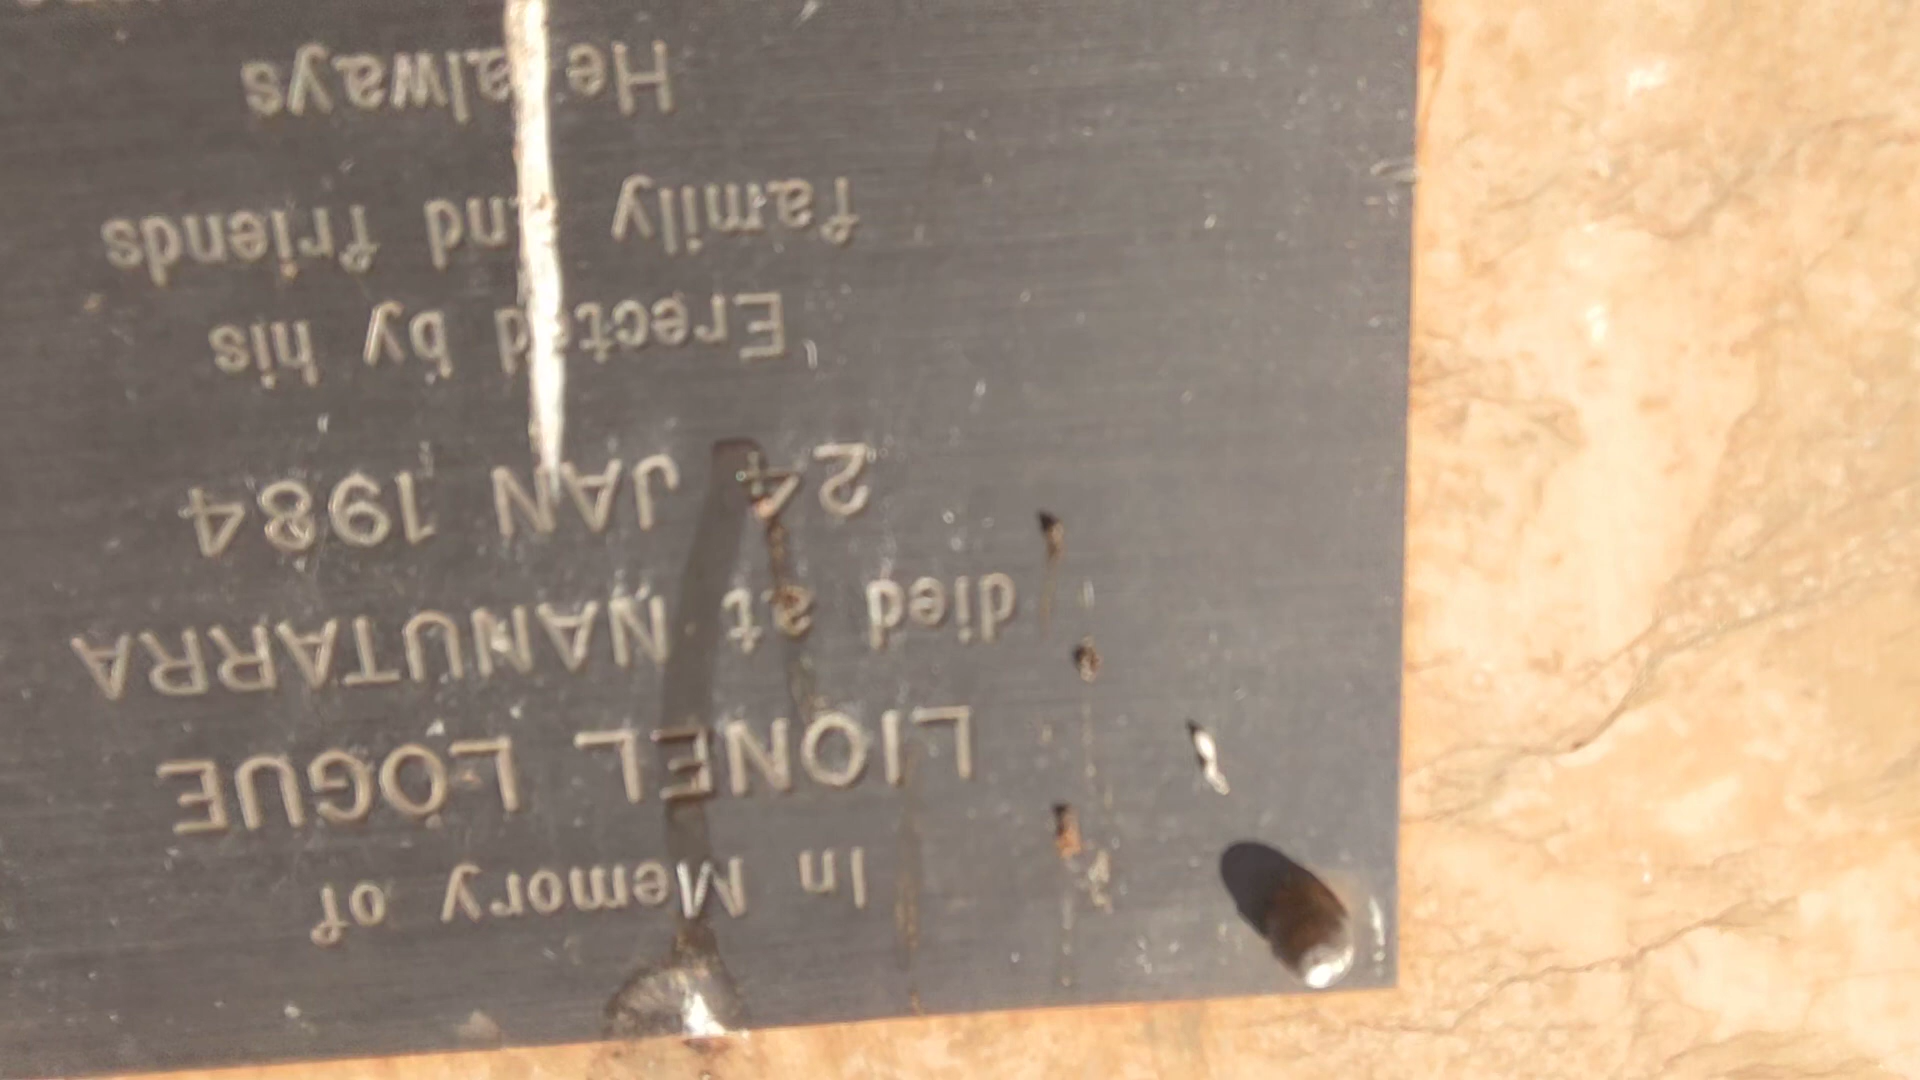 In Memory of
LIONEL LOGUE
died at NANUTARRA
24 JAN 1984
Erected by his
family and friends
He always